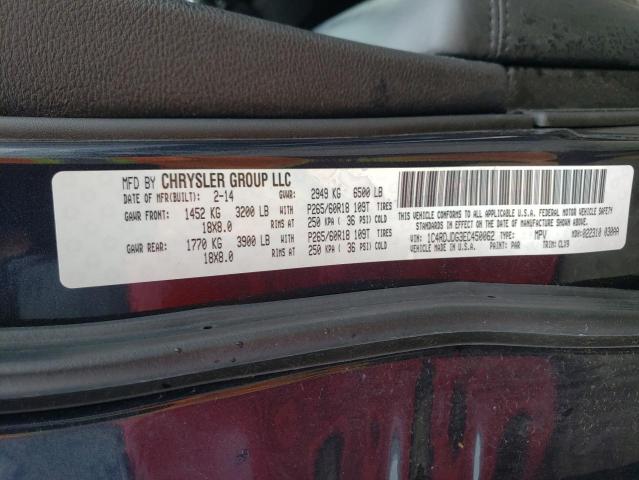 MFD BY CHRYSLER GROUP LLC
DATE OF MFR(BUILT): 2-14 GVWR: 2949 KG 6500 LB
GAWR FRONT: 1452 KG 3200 LB WITH P265/60R18 109T TIRES
18X8.0 RIMS AT 250 KPA ( 36 PSI) COLD
GAWR REAR: 1770 KG 3900 LB WITH P265/60R18 109T TIRES
18X8.0 RIMS AT 250 KPA ( 36 PSI) COLD
THIS VEHICLE CONFORMS TO ALL APPLICABLE U.S.A. FEDERAL MOTOR VEHICLE SAFETY
STANDARDS IN EFFECT ON THE DATE OF MANUFACTURE SHOWN ABOVE.
VIN: 1C4RDJDG3EC450062 TYPE: MPV MDH: 022310 030AA
VEHICLE MADE IN U.S.A. PAINT: PAR TRIM: CLX9